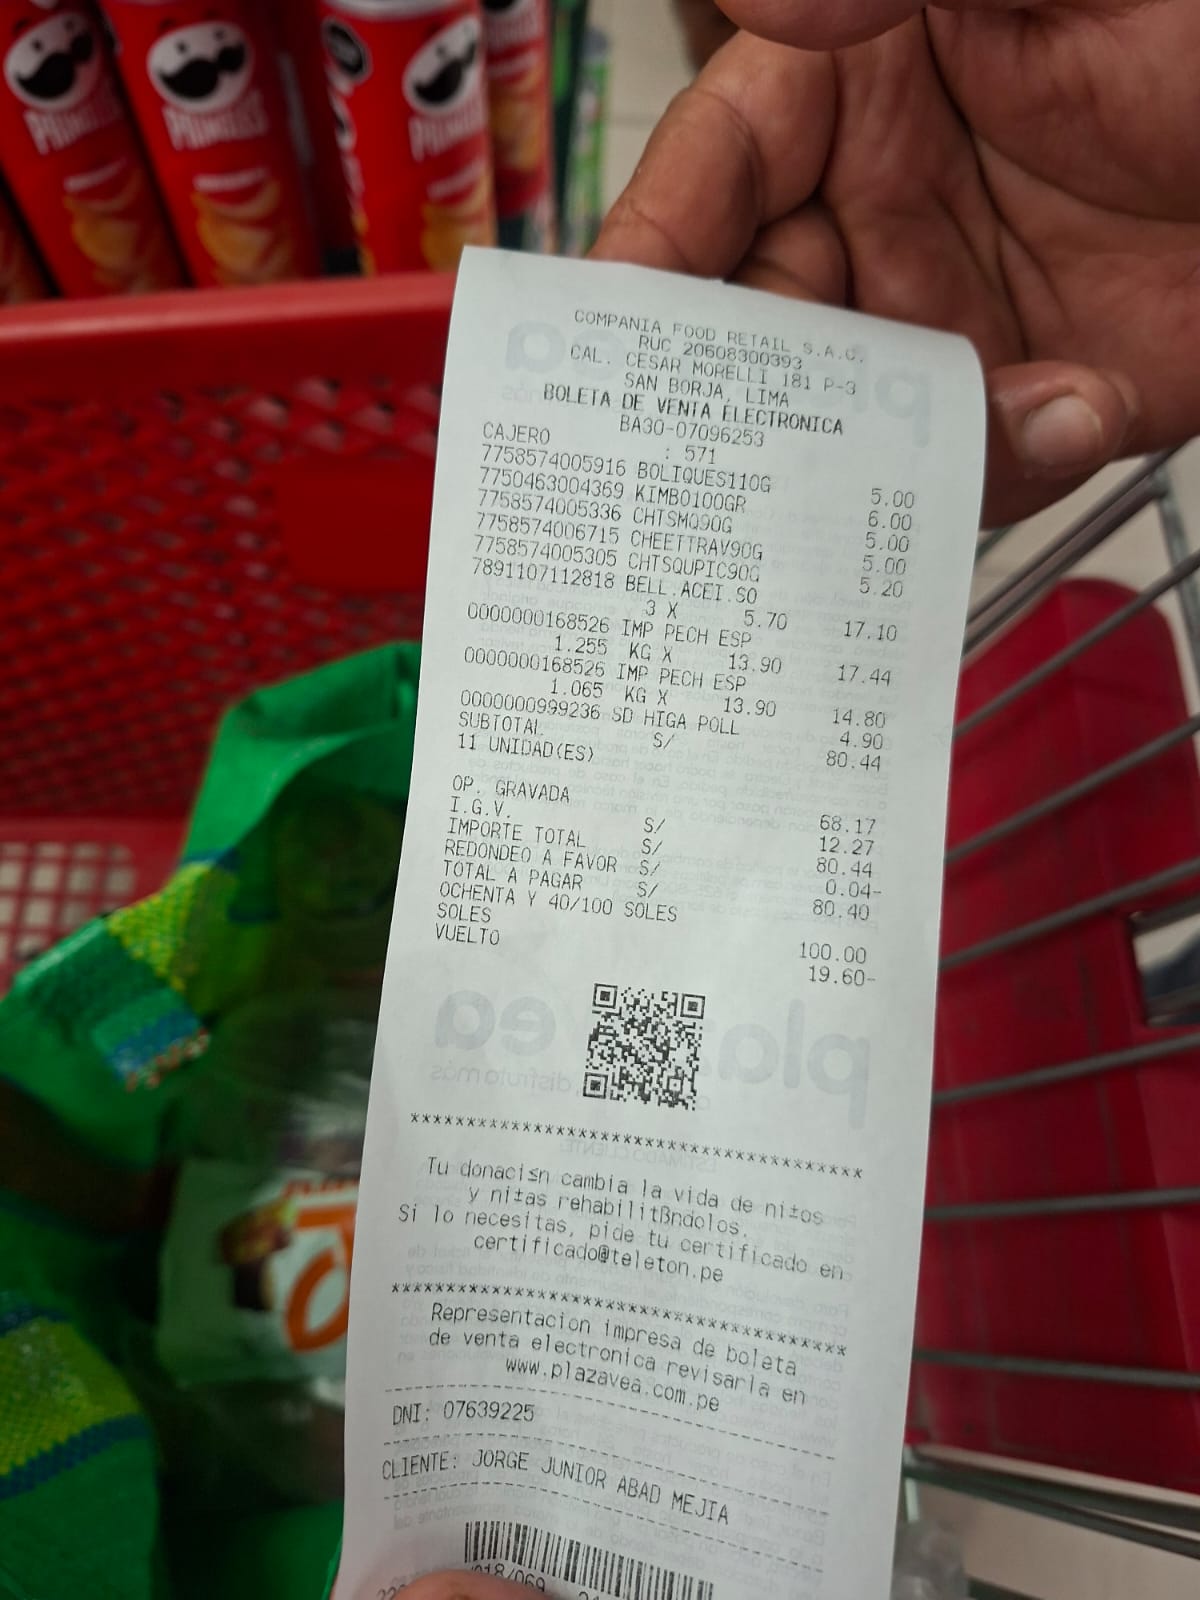 PRINGLES
PRINGLES
PRINGLES
COMPANIA FOOD RETAIL S.A.C.
RUC 20608300393
CAL. CESAR MORELLI 181 P-3
SAN BORJA, LIMA
BOLETA DE VENTA ELECTRONICA
BA30-07096253
CAJERO : 571
7758574005916 BOLIQUES110G 5.00
7750463004369 KIMBO100GR 6.00
7758574005336 CHTSMQ90G 5.00
7758574006715 CHEETTRAV90G 5.00
7758574005305 CHTSQUPIC90G 5.20
7891107112818 BELL.ACEI.SO
3 X 5.70 17.10
0000000168526 IMP PECH ESP
1.255 KG X 13.90 17.44
0000000168526 IMP PECH ESP
1.065 KG X 13.90 14.80
0000000999236 SD HIGA POLL 4.90
SUBTOTAL S/ 80.44
11 UNIDAD(ES)
OP. GRAVADA S/ 68.17
I.G.V. S/ 12.27
IMPORTE TOTAL S/ 80.44
REDONDEO A FAVOR S/ 0.04-
TOTAL A PAGAR S/ 80.40
OCHENTA Y 40/100 SOLES
SOLES 100.00
VUELTO 19.60-
*****************************************
Tu donaci≤n cambia la vida de ni±os
y ni±as rehabilitßndolos.
Si lo necesitas, pide tu certificado en
certificado@teleton.pe
*****************************************
Representacion impresa de boleta
de venta electronica revisarla en
www.plazavea.com.pe
DNI: 07639225
CLIENTE: JORGE JUNIOR ABAD MEJIA
018/069